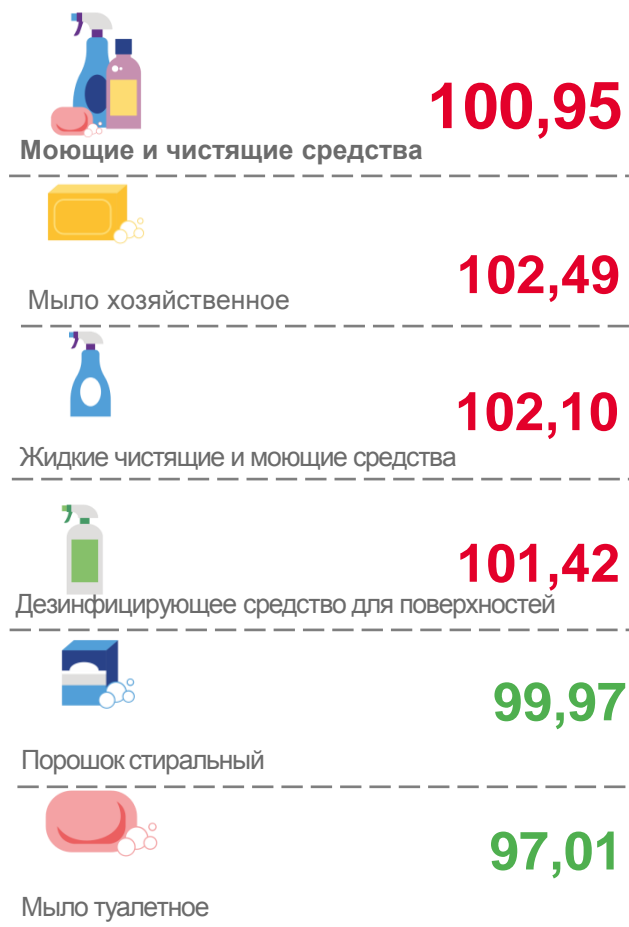 100,95
Моющие и чистящие средства
102,49
Мыло хозяйственное
102,10
Жидкие чистящие и моющие средства
101,42
Дезинфицирующее средство для поверхностей
99,97
Порошок стиральный
97,01
Мыло туалетное